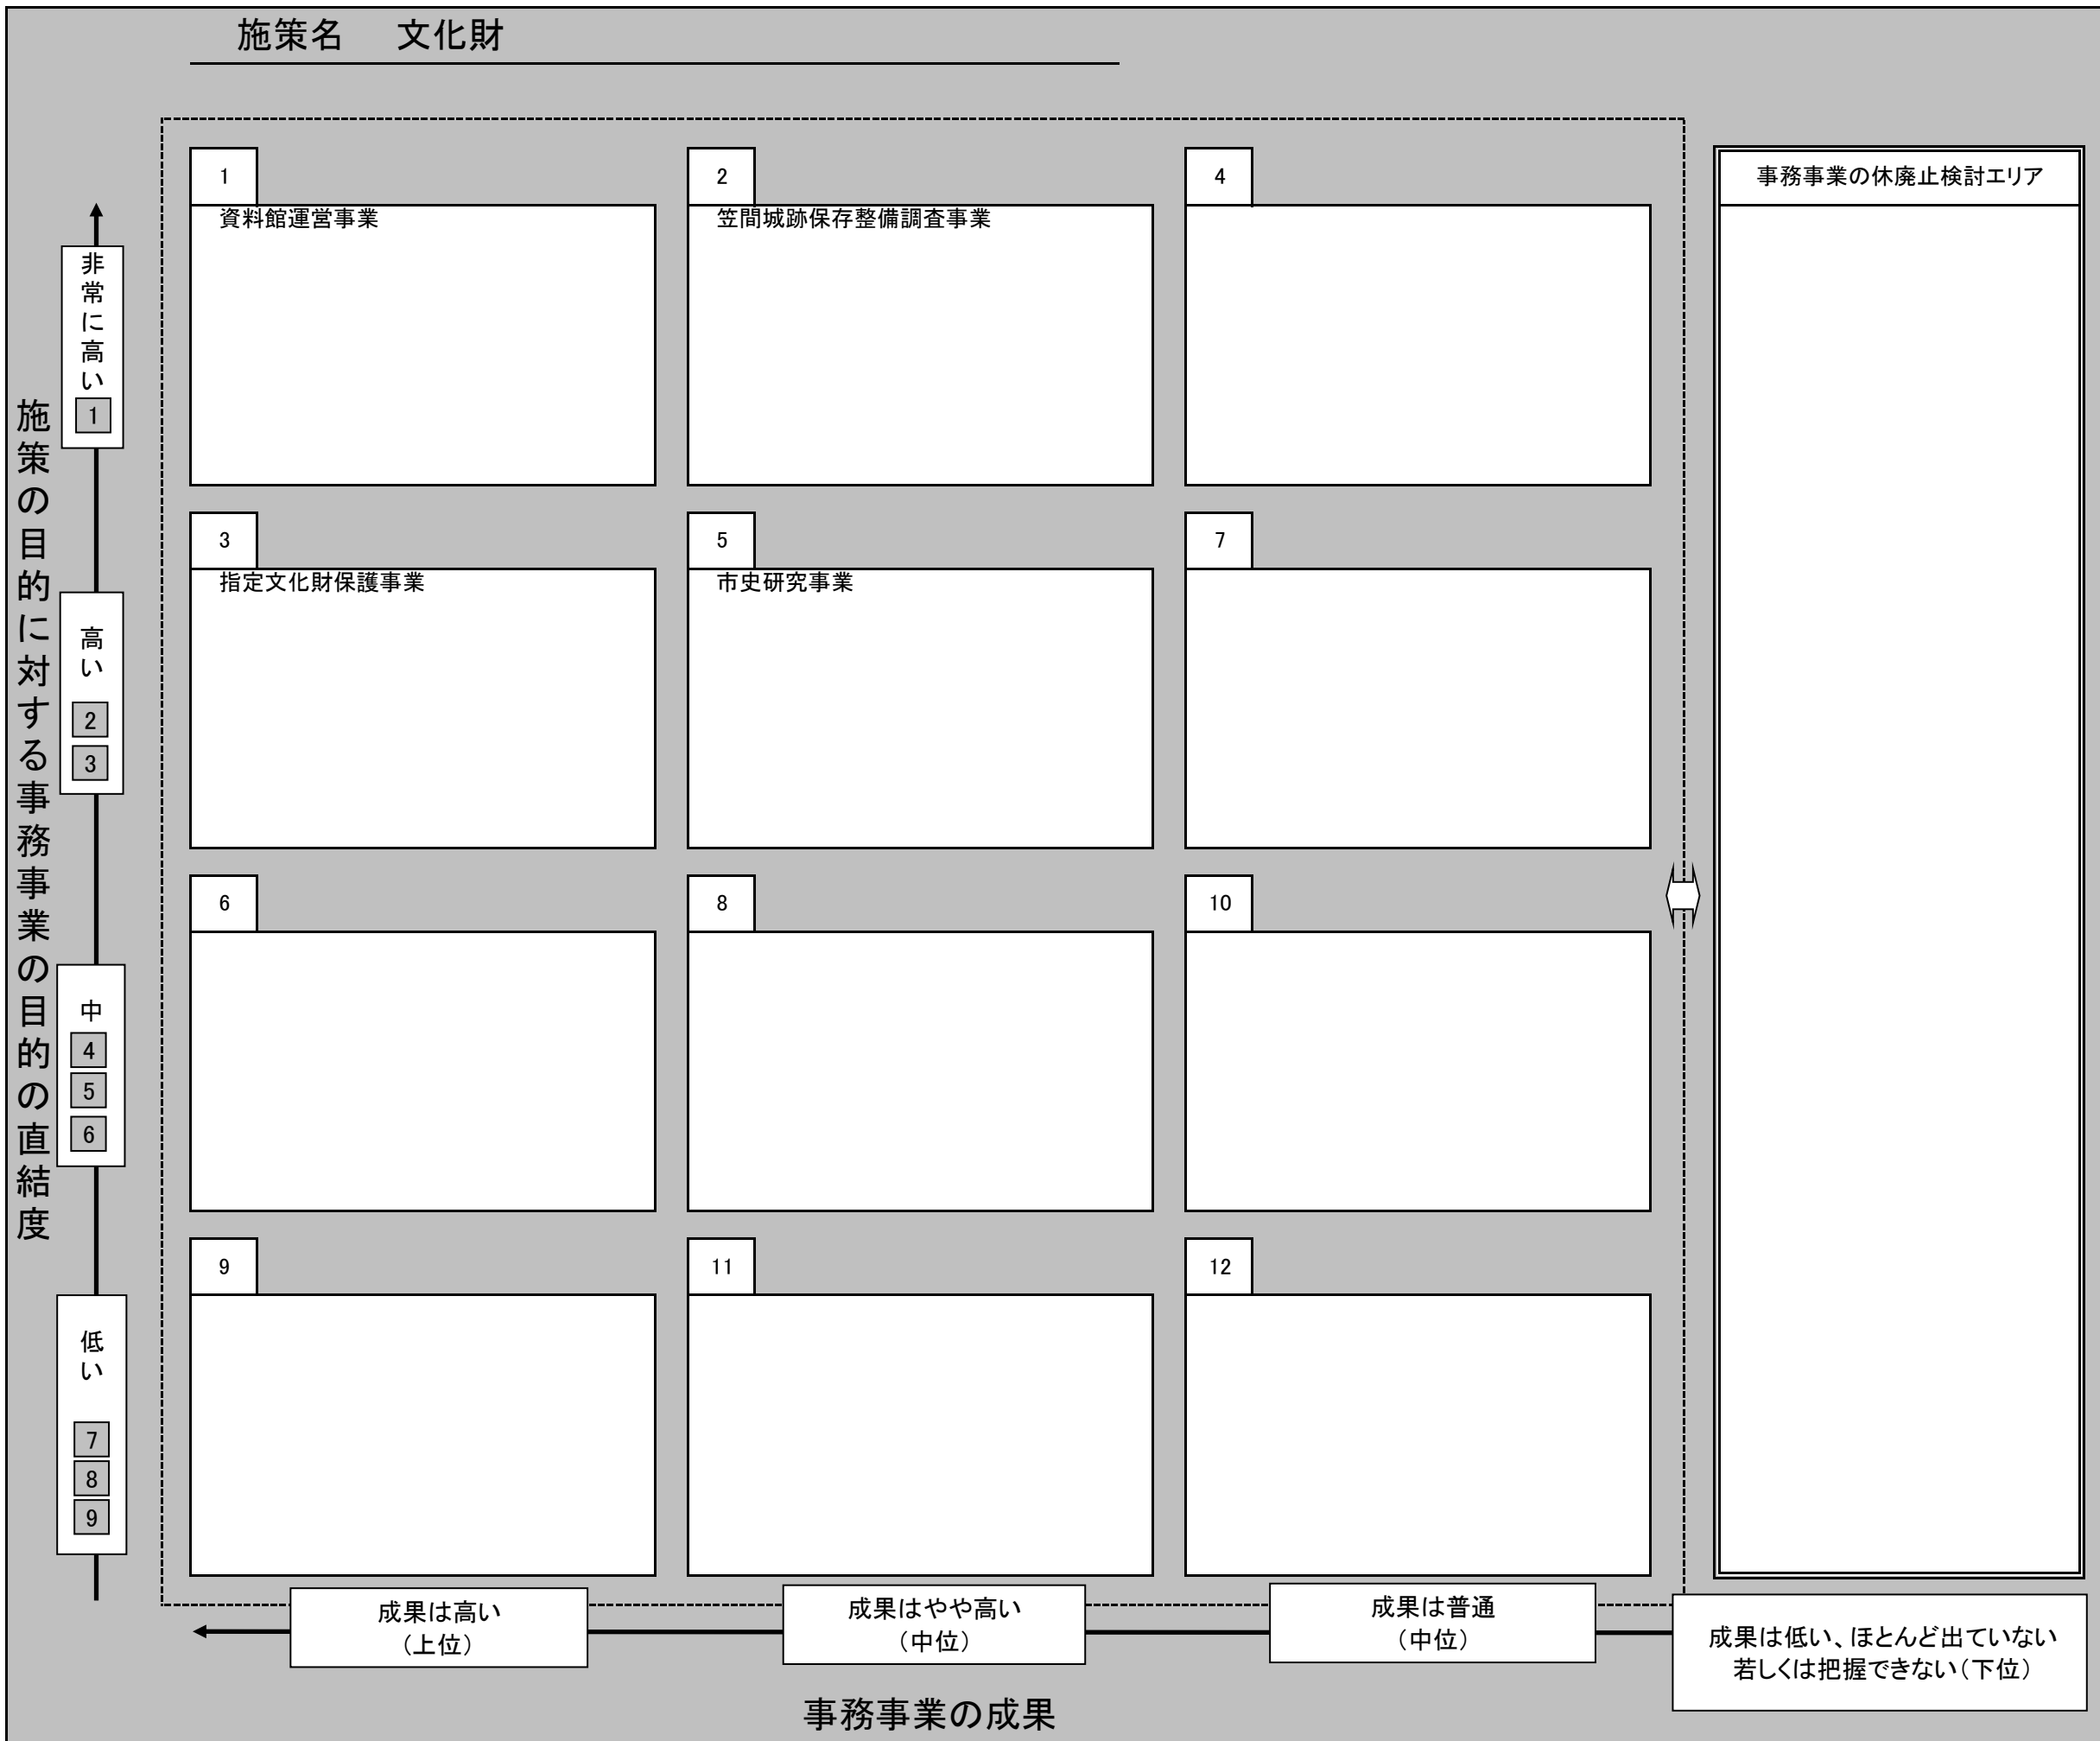 施策名　文化財
1
2
4
事務事業の休廃止検討エリア
資料館運営事業
笠間城跡保存整備調査事業
3
5
7
指定文化財保護事業
市史研究事業
6
8
10
9
11
12
施策の目的に対する事務事業の目的の直結度
非常に高い
1
高い
2
3
中
4
5
6
低い
7
8
9
成果は高い
（上位）
成果はやや高い
（中位）
成果は普通
（中位）
成果は低い、ほとんど出ていない
若しくは把握できない（下位）
事務事業の成果